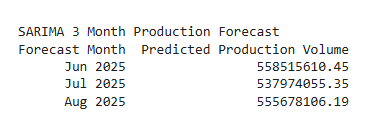 SARIMA 3 Month Production Forecast
Forecast Month  Predicted Production Volume
Jun 2025  558515610.45
Jul 2025  537974055.35
Aug 2025  555678106.19